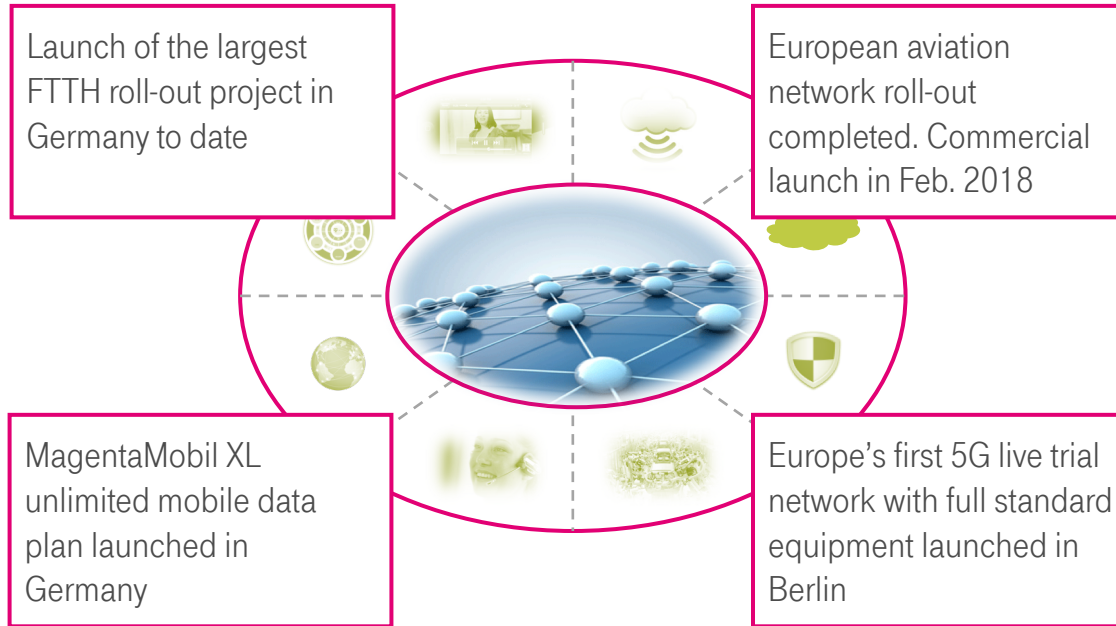 Launch of the largest
FTTH roll-out project in
Germany to date
European aviation
network roll-out
completed. Commercial
launch in Feb. 2018
MagentaMobil XL
unlimited mobile data
plan launched in
Germany
Europe’s first 5G live trial
network with full standard
equipment launched in
Berlin